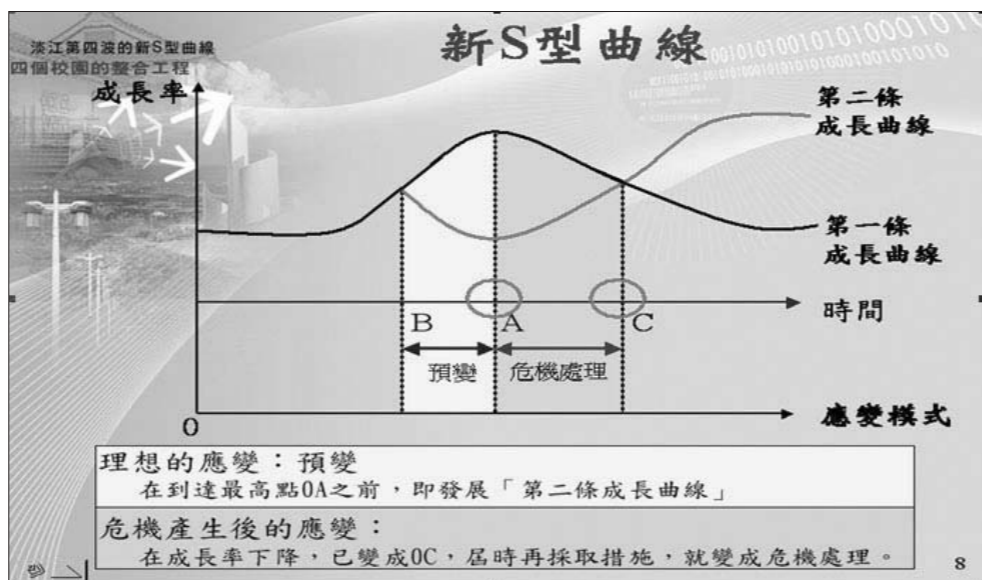 淡江第四波的新S型曲線
四個校園的整合工程
新S型曲線
成長率
第二條
成長曲線
第一條
成長曲線
時間
B
A
C
預變
危機處理
0
應變模式
理想的應變：預變
在到達最高點0A之前，即發展「第二條成長曲線」
危機產生後的應變：
在成長率下降，已變成0C，屆時再採取措施，就變成危機處理。
8